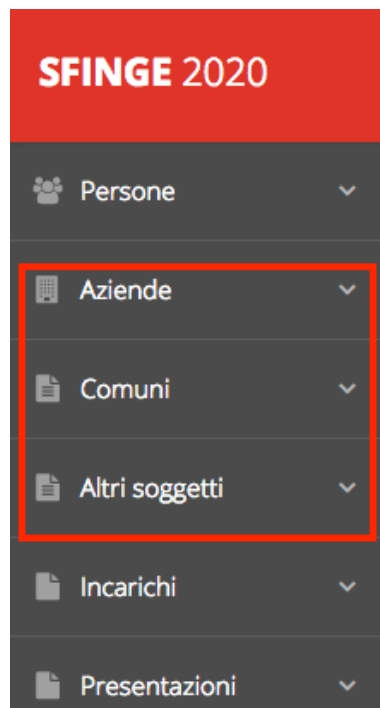 SFINGE 2020
Persone
Aziende
Comuni
Altri soggetti
Incarichi
Presentazioni